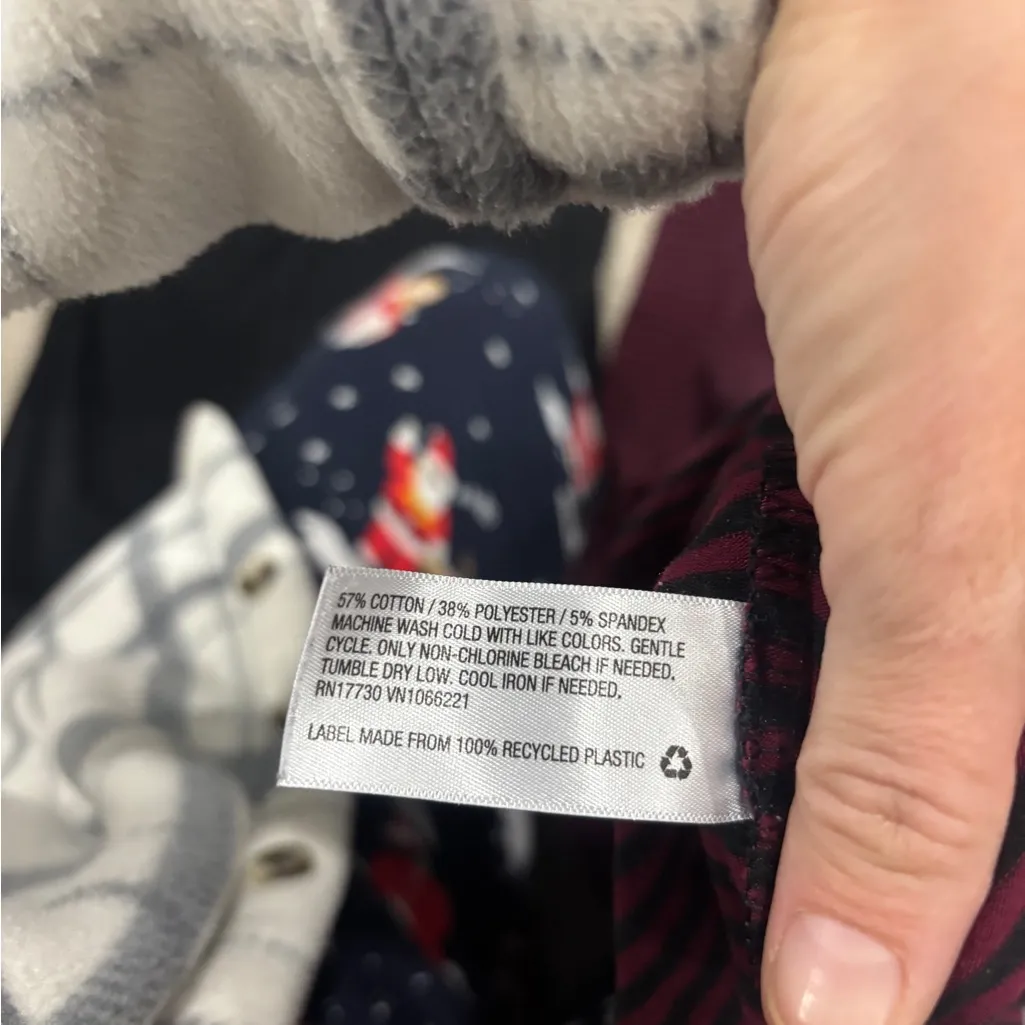 57% COTTON / 38% POLYESTER / 5% SPANDEX
MACHINE WASH COLD WITH LIKE COLORS. GENTLE
CYCLE. ONLY NON-CHLORINE BLEACH IF NEEDED.
TUMBLE DRY LOW. COOL IRON IF NEEDED.
RN17730 VN1066221
LABEL MADE FROM 100% RECYCLED PLASTIC